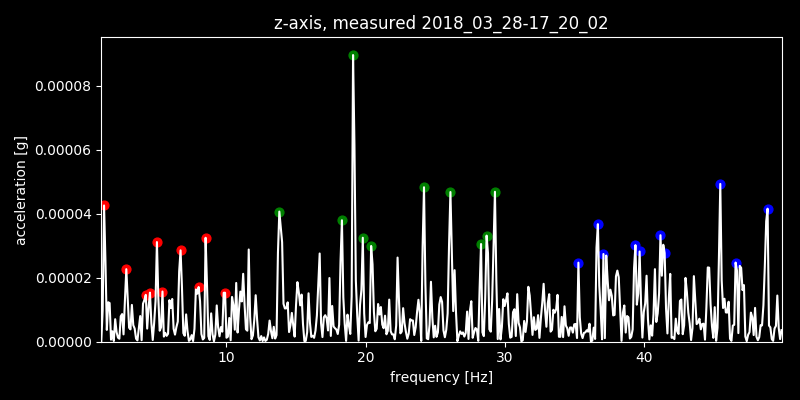 z-axis, measured 2018_03_28-17_20_02
acceleration [g]
0.00008
0.00006
0.00004
0.00002
0.00000
10 20 30 40
frequency [Hz]